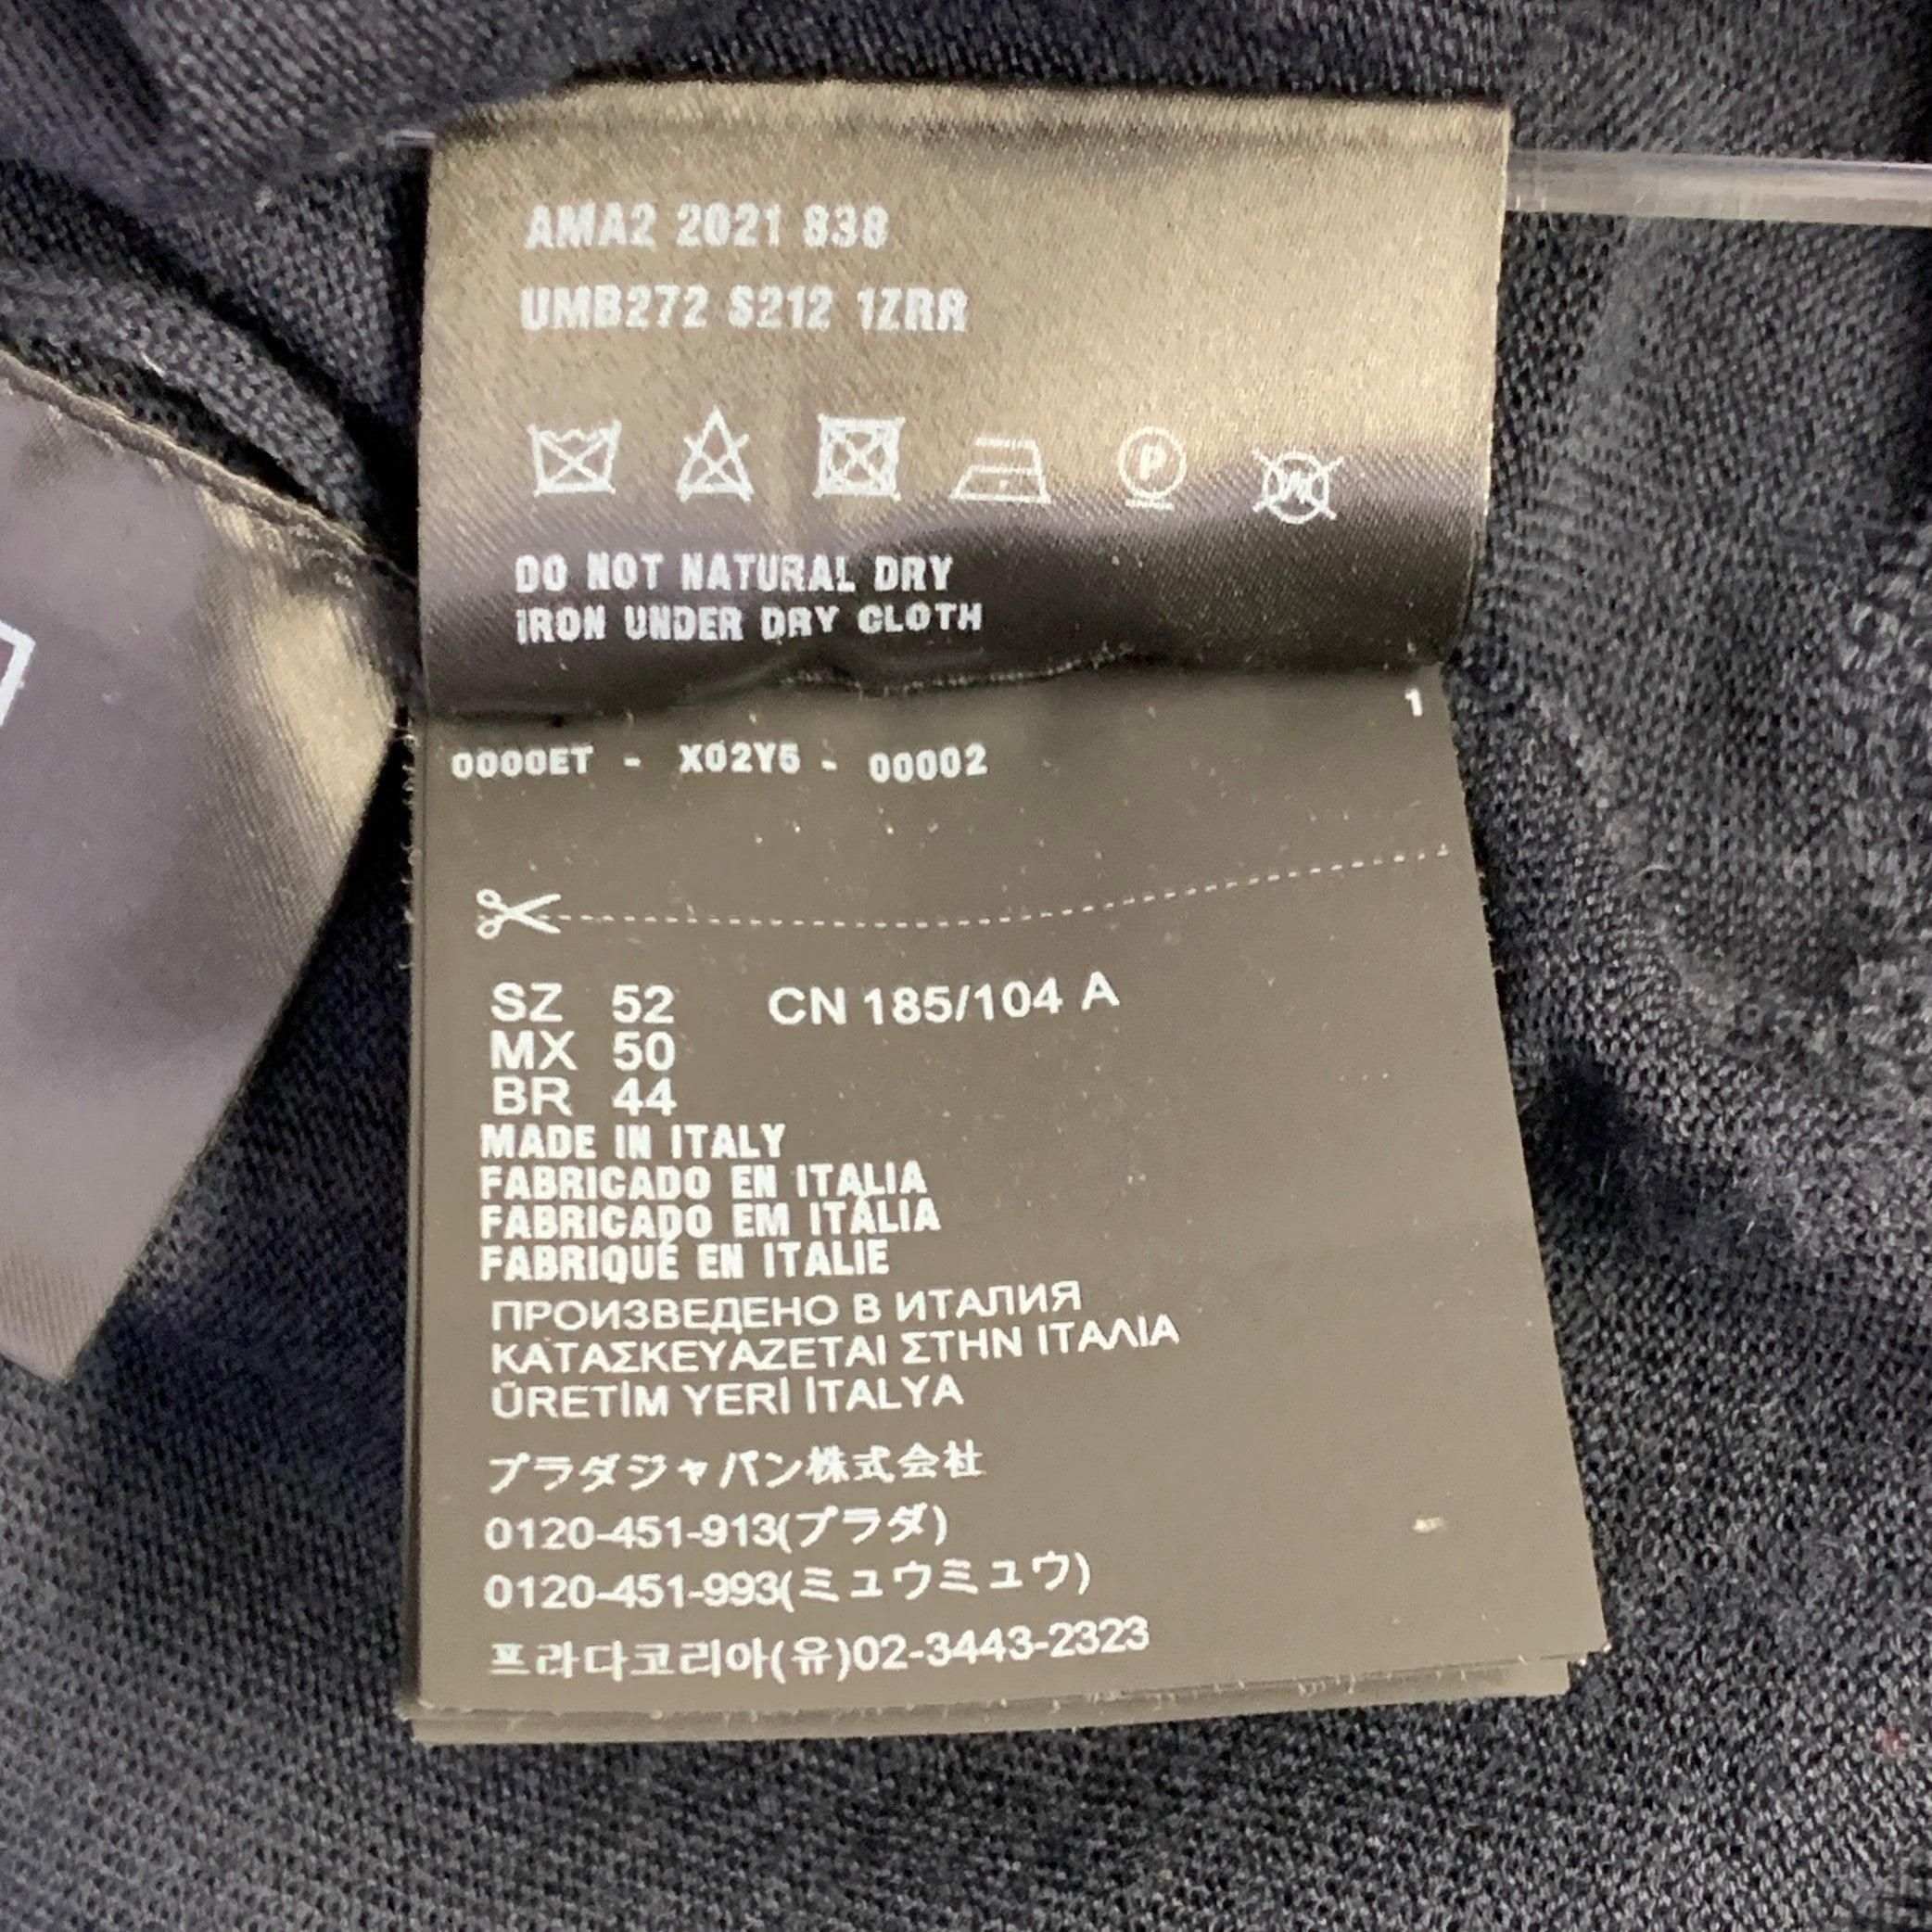 AMA2 2021 838
UMB272 S212 1ZRR
P
W
DO NOT NATURAL DRY
IRON UNDER DRY CLOTH
1
0000ET - X02Y5 - 00002
SZ 52 CN 185/104 A
MX 50
BR 44
MADE IN ITALY
FABRICADO EN ITALIA
FABRICADO EM ITÁLIA
FABRIQUÉ EN ITALIE
ПРОИЗВЕДЕНО В ИТАЛИЯ
ΚΑΤΑΣΚΕΥΑΖΕΤΑΙ ΣΤΗΝ ΙΤΑΛΙΑ
ÜRETİM YERİ İTALYA
プラダジャパン株式会社
0120-451-913(プラダ)
0120-451-993(ミュウミュウ)
프라다코리아(유)02-3443-2323